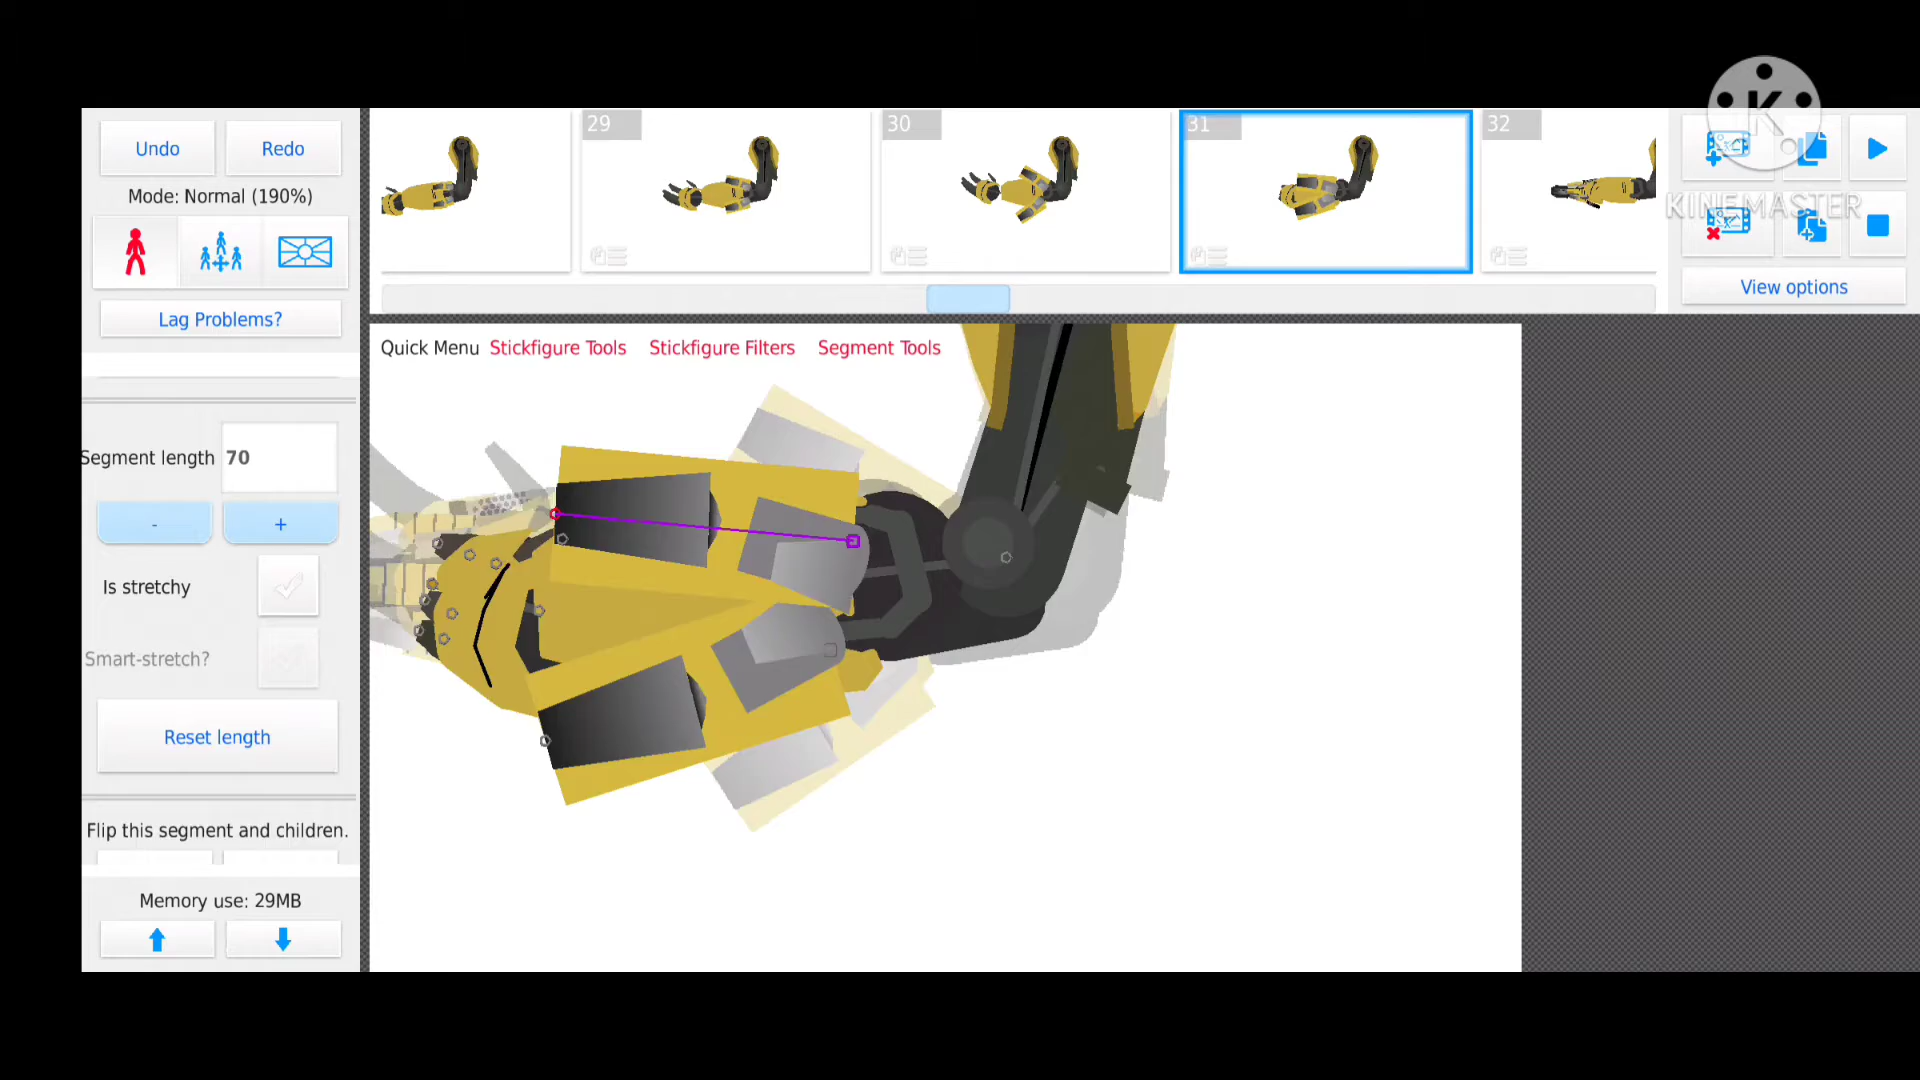 Undo
Redo
Mode: Normal (190%)
Lag Problems?
Segment length 70
-
+
Is stretchy
Smart-stretch?
Reset length
Flip this segment and children.
Memory use: 29MB
29
30
31
32
K
KINEMASTER
View options
Quick Menu Stickfigure Tools Stickfigure Filters Segment Tools